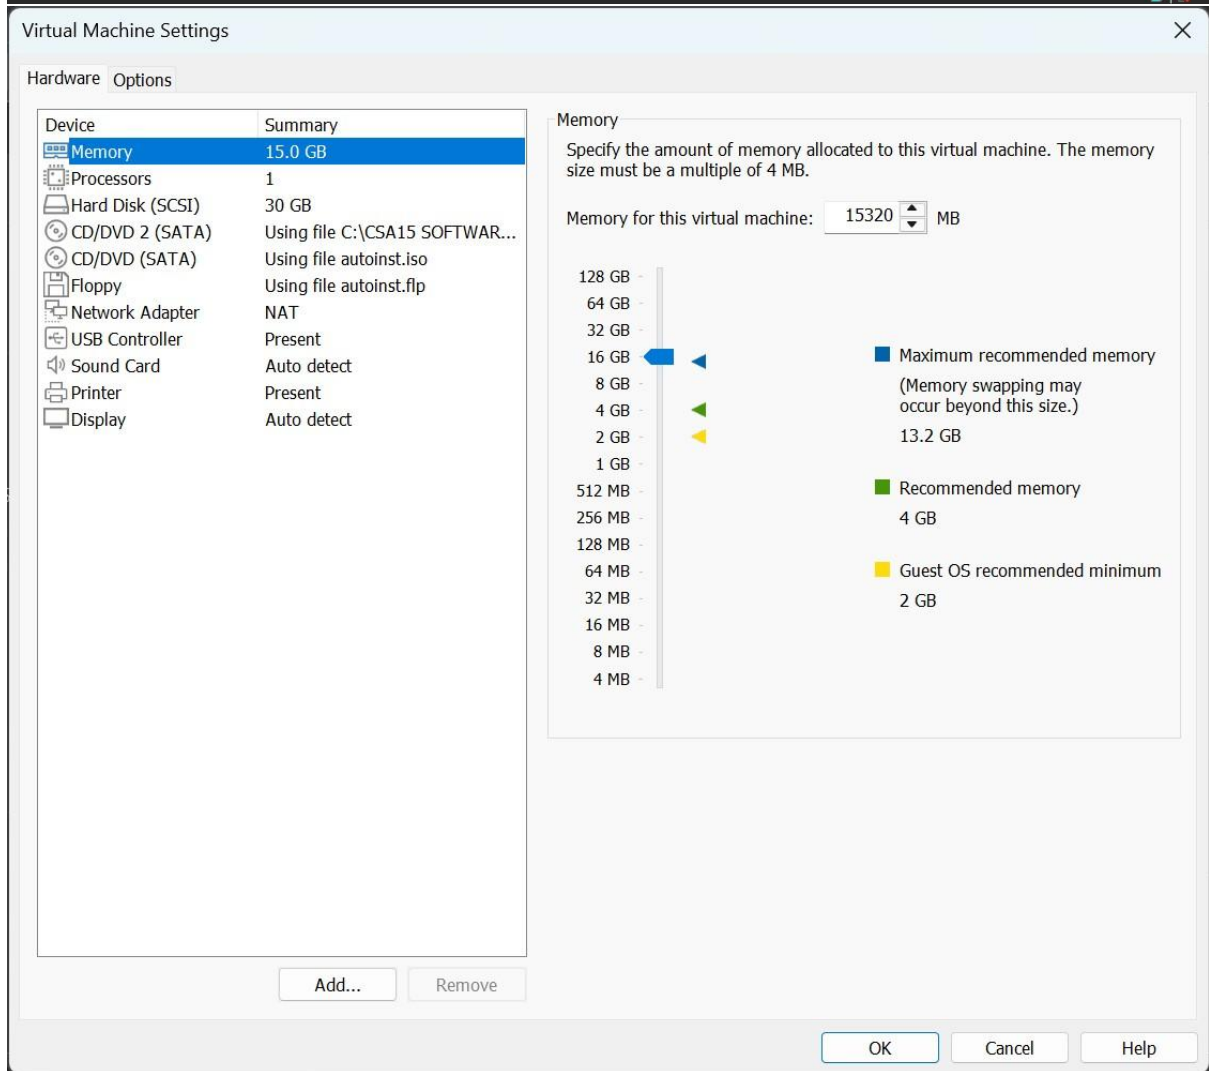 Virtual Machine Settings
Hardware Options
Device Summary
Memory 15.0 GB
Processors 1
Hard Disk (SCSI) 30 GB
CD/DVD 2 (SATA) Using file C:\CSA15 SOFTWAR...
CD/DVD (SATA) Using file autoinst.iso
Floppy Using file autoinst.flp
Network Adapter NAT
USB Controller Present
Sound Card Auto detect
Printer Present
Display Auto detect
Add... Remove
Memory
Specify the amount of memory allocated to this virtual machine. The memory
size must be a multiple of 4 MB.
Memory for this virtual machine: 15320 MB
128 GB
64 GB
32 GB
16 GB
8 GB
4 GB
2 GB
1 GB
512 MB
256 MB
128 MB
64 MB
32 MB
16 MB
8 MB
4 MB
Maximum recommended memory
(Memory swapping may
occur beyond this size.)
13.2 GB
Recommended memory
4 GB
Guest OS recommended minimum
2 GB
OK Cancel Help